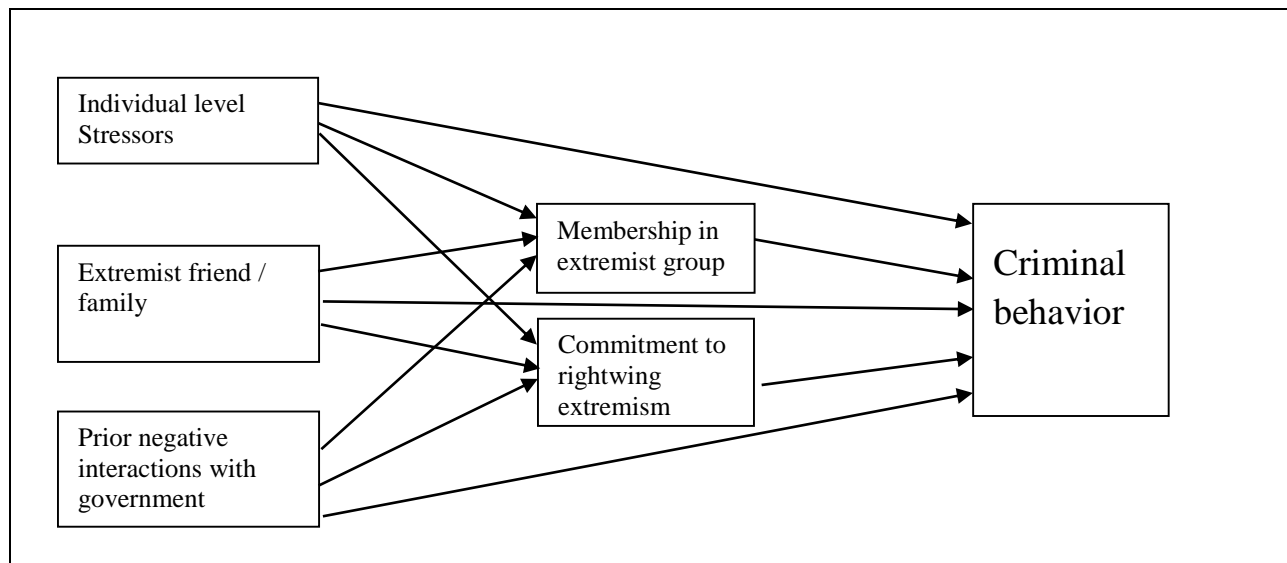 Individual level
Stressors
Extremist friend /
family
Prior negative
interactions with
government
Membership in
extremist group
Commitment to
rightwing
extremism
Criminal
behavior